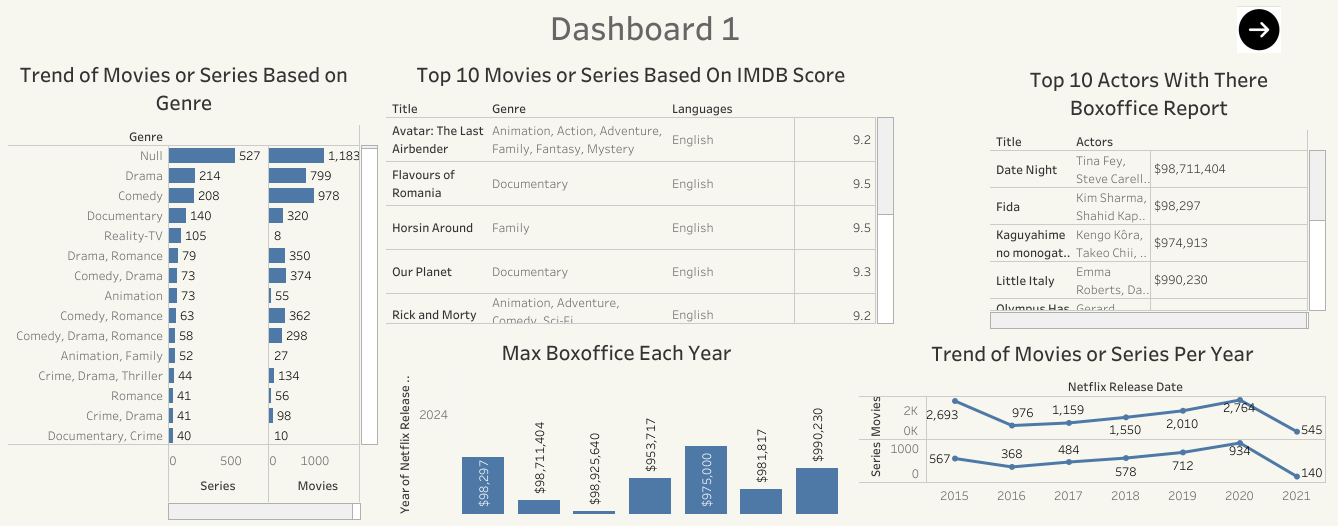 Dashboard 1
Trend of Movies or Series Based on
Genre
Genre
Null 527 1,183
Drama 214 799
Comedy 208 978
Documentary 140 320
Reality-TV 105 8
Drama, Romance 79 350
Comedy, Drama 73 374
Animation 73 55
Comedy, Romance 63 362
Comedy, Drama, Romance 58 298
Animation, Family 52 27
Crime, Drama, Thriller 44 134
Romance 41 56
Crime, Drama 41 98
Documentary, Crime 40 10
0 500 0 1000
Series Movies
Top 10 Movies or Series Based On IMDB Score
Title Genre Languages
Avatar: The Last Animation, Action, Adventure,
Airbender Family, Fantasy, Mystery English 9.2
Flavours of
Romania Documentary English 9.5
Horsin Around Family English 9.5
Our Planet Documentary English 9.3
Animation, Adventure,
Rick and Morty Comedy, Sci-Fi English 9.2
Top 10 Actors With There
Boxoffice Report
Title Actors
Date Night Tina Fey,
Steve Carell.. $98,711,404
Fida Kim Sharma,
Shahid Kap.. $98,297
Kaguyahime Kengo Kôra,
no monogat.. Takeo Chii, .. $974,913
Little Italy Emma
Roberts, Da.. $990,230
Olympus Has Gerard
Max Boxoffice Each Year
Year of Netflix Release ..
2024
$98,297
$98,711,404
$98,925,640
$953,717
$975,000
$981,817
$990,230
Trend of Movies or Series Per Year
Netflix Release Date
Movies
2K
0K
2,693 976 1,159 1,550 2,010 2,764 545
Series
1000
0
567 368 484 578 712 934 140
2015 2016 2017 2018 2019 2020 2021